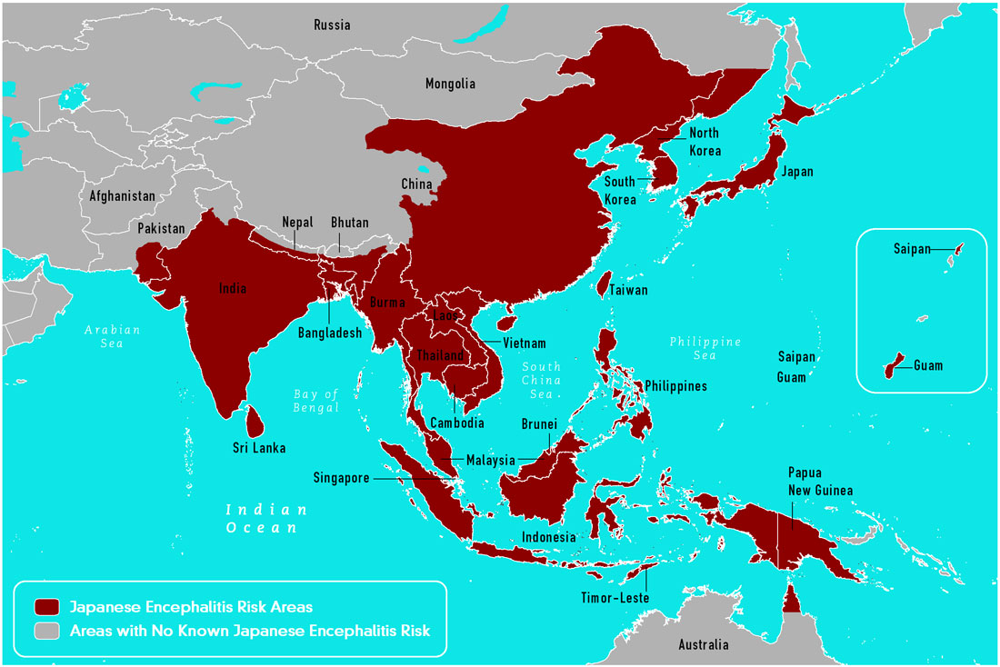 Russia
Mongolia
North
Korea
Japan
South
Korea
China
Afghanistan
Pakistan
Nepal
Bhutan
India
Burma
Bangladesh
Laos
Thailand
Vietnam
Taiwan
Saipan
Guam
Arabian
Sea
Bay of
Bengal
South
China
Sea
Philippine
Sea
Saipan
Guam
Philippines
Cambodia
Brunei
Sri Lanka
Malaysia
Singapore
Papua
New Guinea
Indian
Ocean
Indonesia
Timor-Leste
Australia
Japanese Encephalitis Risk Areas
Areas with No Known Japanese Encephalitis Risk